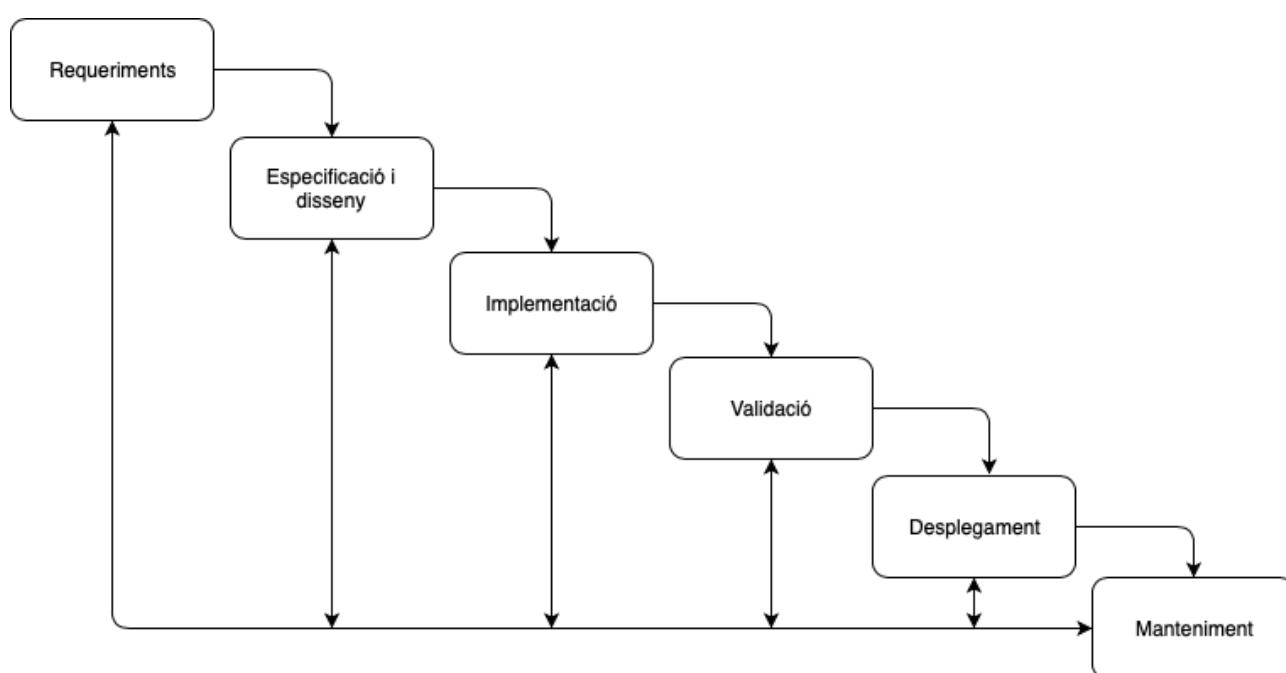 Requeriments
Especificació i
disseny
Implementació
Validació
Desplegament
Manteniment